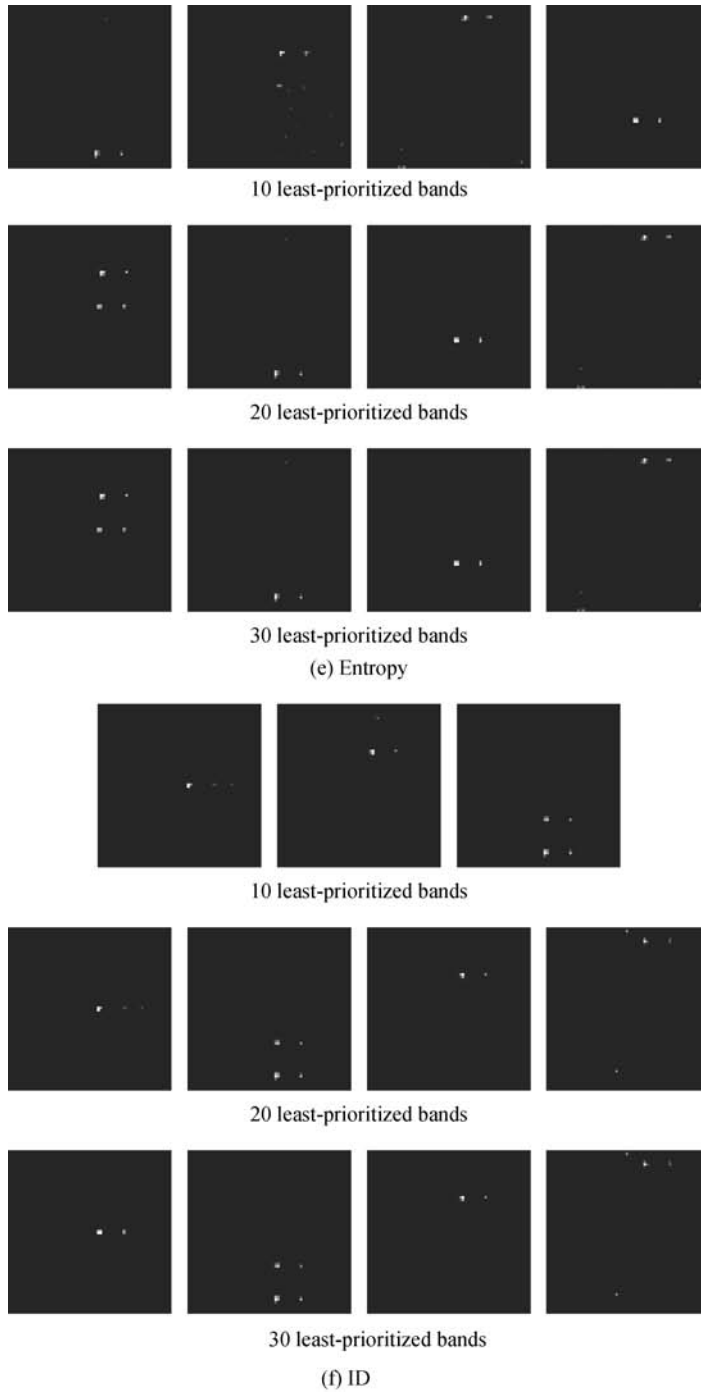 10 least-prioritized bands
20 least-prioritized bands
30 least-prioritized bands
(e) Entropy
10 least-prioritized bands
20 least-prioritized bands
30 least-prioritized bands
(f) ID